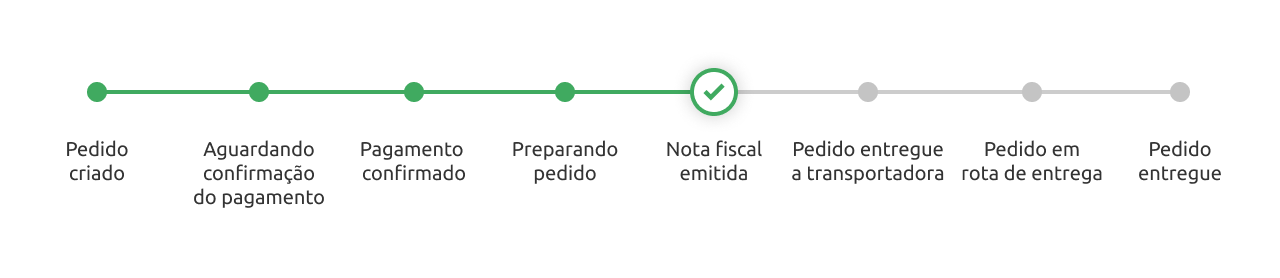 Pedido
criado
Aguardando
confirmação
do pagamento
Pagamento
confirmado
Preparando
pedido
Nota fiscal
emitida
Pedido entregue
a transportadora
Pedido em
rota de entrega
Pedido
entregue